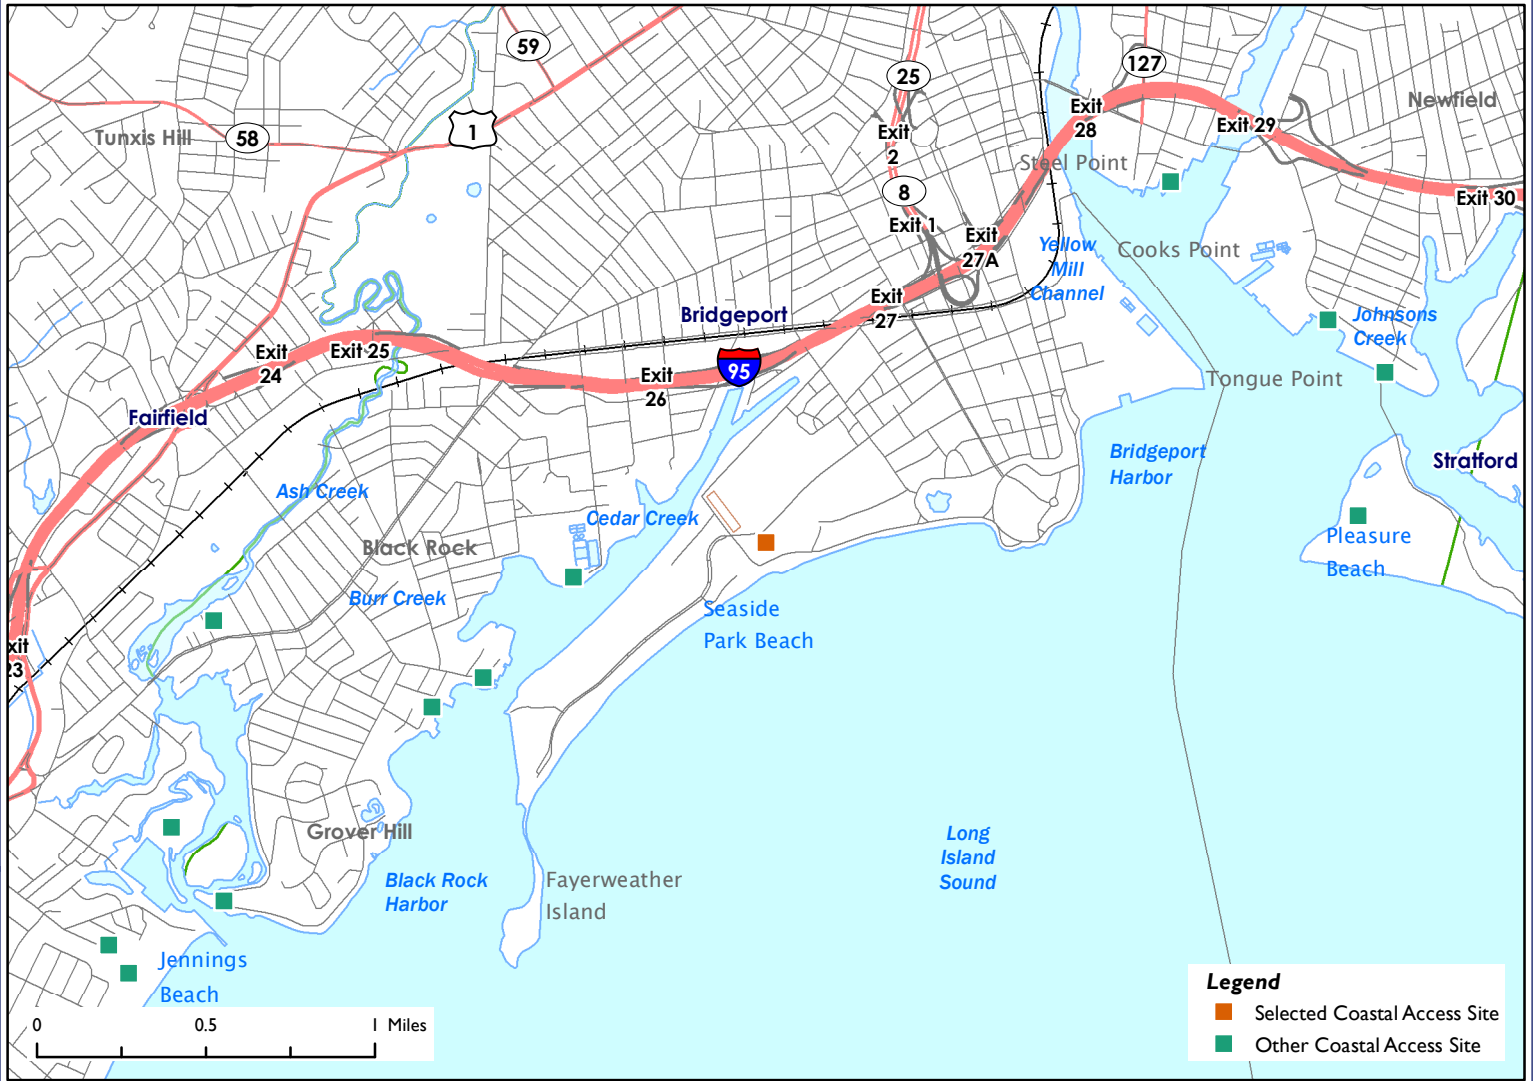 59
25
127
1
58
Tunxis Hill
Newfield
Exit
28
Exit 29
Exit
2
Steel Point
8
Exit 30
Exit 1
Exit
27A
Yellow
Mill
Channel
Cooks Point
Bridgeport
Exit
27
Johnsons
Creek
Exit
24
Exit 25
Exit
26
95
Tongue Point
Fairfield
Bridgeport
Harbor
Stratford
Ash Creek
Cedar Creek
Black Rock
Pleasure
Beach
Burr Creek
Seaside
Park Beach
xit
23
Grover Hill
Long
Island
Sound
Black Rock
Harbor
Fayerweather
Island
Jennings
Beach
0 0.5 1 Miles
Legend
Selected Coastal Access Site
Other Coastal Access Site